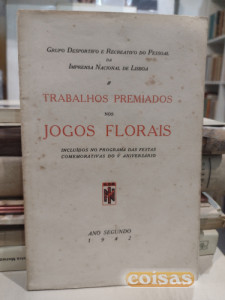 Grupo Desportivo e Recreativo do Pessoal
da
Imprensa Nacional de Lisboa
TRABALHOS PREMIADOS
nos
JOGOS FLORAIS
INCLUÍDOS NO PROGRAMA DAS FESTAS
COMEMORATIVAS DO 5º ANIVERSÁRIO
ANO SEGUNDO
1942
coisas